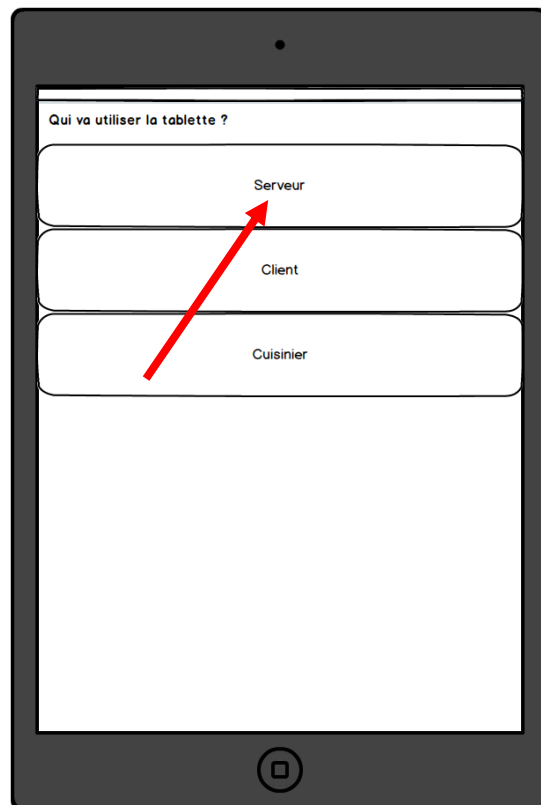 Qui va utiliser la tablette ?
Serveur
Client
Cuisinier